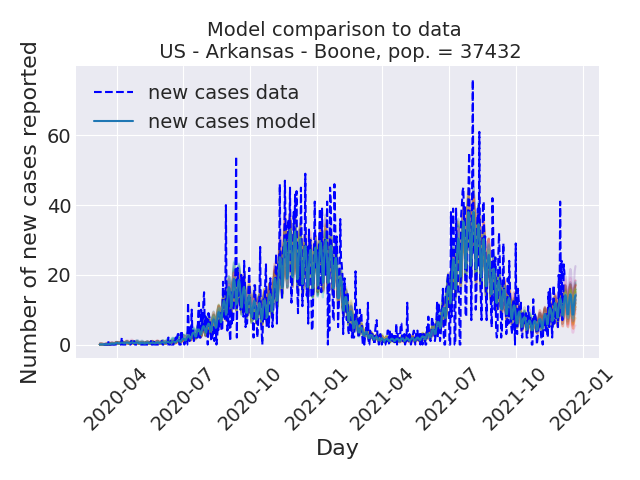 Model comparison to data
US - Arkansas - Boone, pop. = 37432
new cases data
new cases model
Number of new cases reported
60
40
20
0
2020-04
2020-07
2020-10
2021-01
2021-04
2021-07
2021-10
2022-01
Day